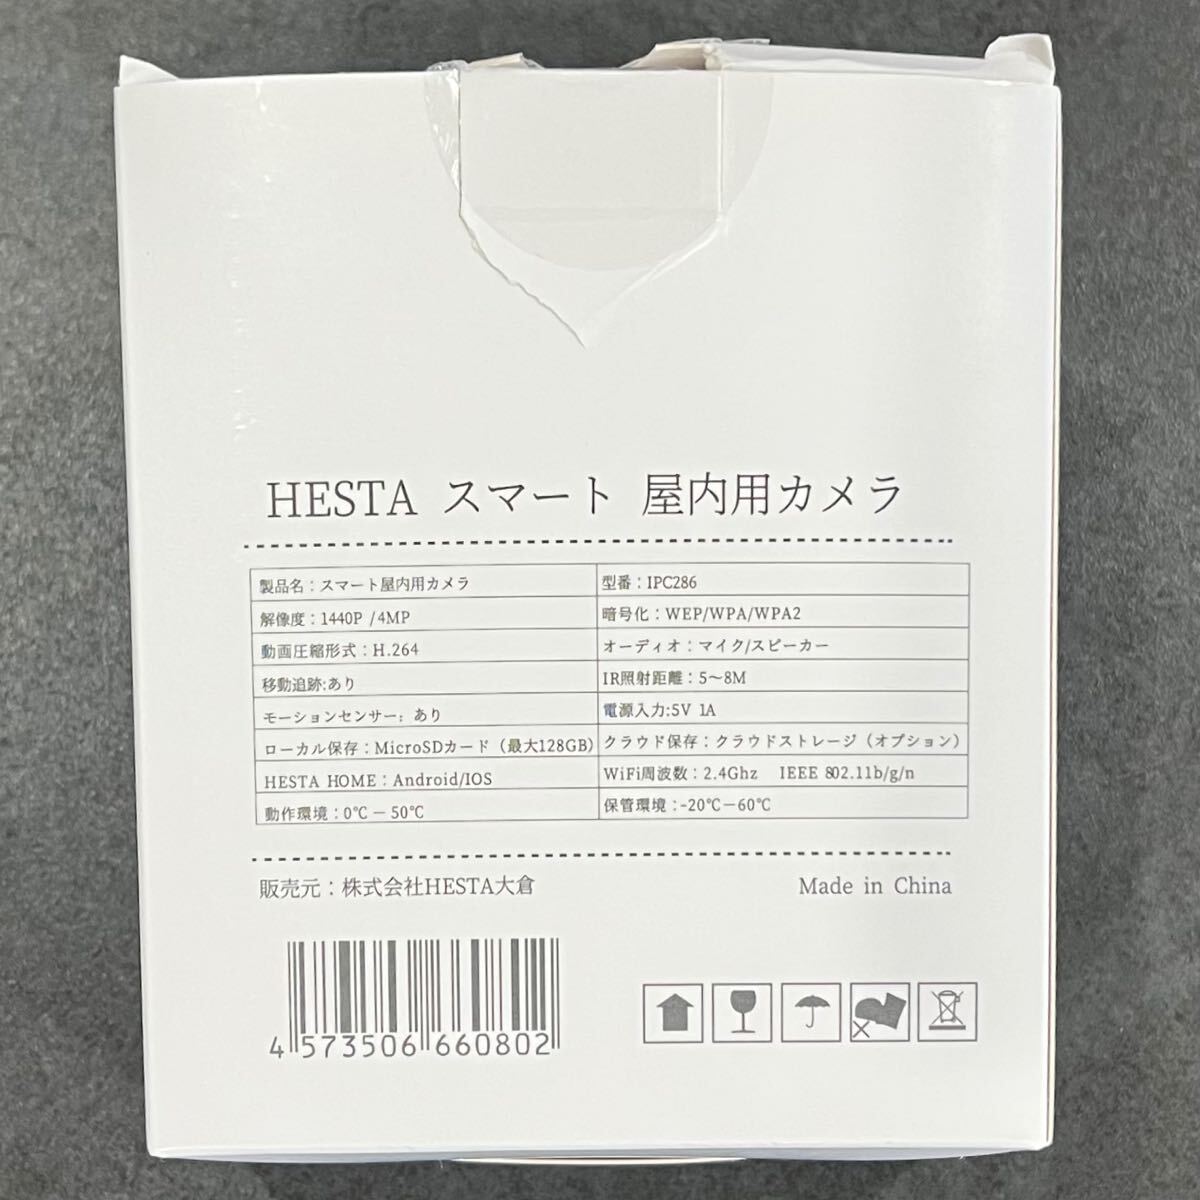 HESTA スマート 屋内用カメラ
製品名：スマート屋内用カメラ
型番：IPC286
解像度：1440P /4MP
暗号化：WEP/WPA/WPA2
動画圧縮形式：H.264
オーディオ：マイク/スピーカー
移動追跡:あり
IR照射距離：5〜8M
モーションセンサー：あり
電源入力:5V 1A
ローカル保存：MicroSDカード（最大128GB）
クラウド保存：クラウドストレージ（オプション）
HESTA HOME：Android/IOS
WiFi周波数：2.4Ghz IEEE 802.11b/g/n
動作環境：0℃－50℃
保管環境：-20℃－60℃
販売元：株式会社HESTA大倉
Made in China
4 573506 660802